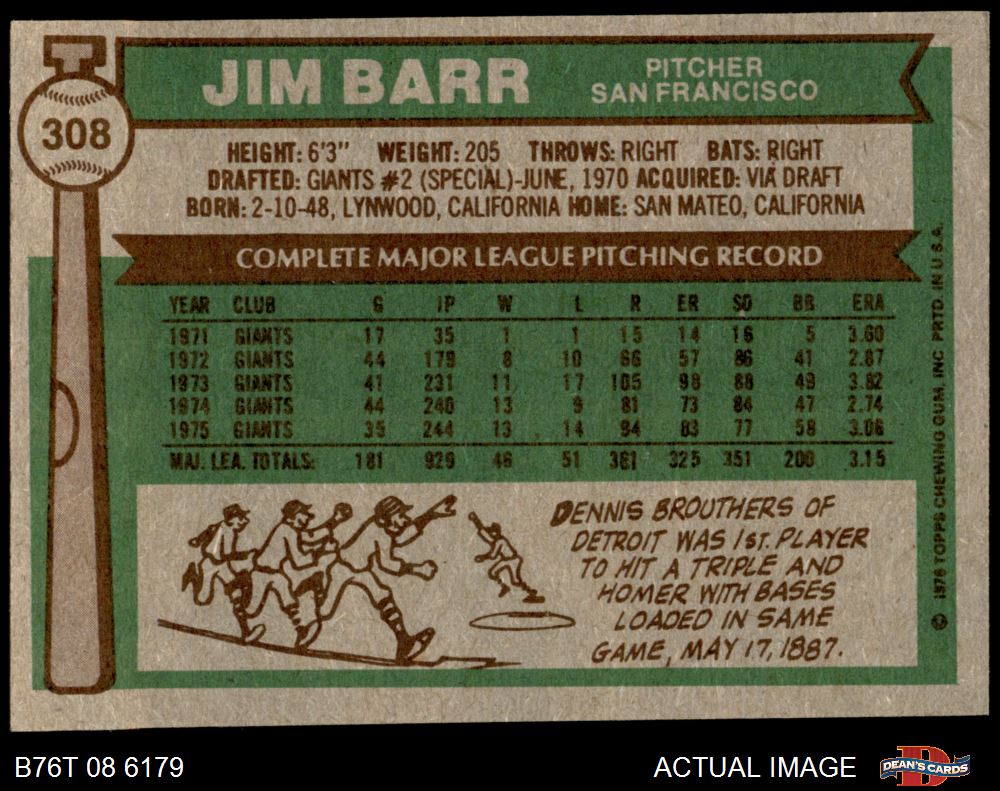 JIM BARR
PITCHER
SAN FRANCISCO
308
HEIGHT: 6'3" WEIGHT: 205 THROWS: RIGHT BATS: RIGHT
DRAFTED: GIANTS #2 (SPECIAL)-JUNE, 1970 ACQUIRED: VIA DRAFT
BORN: 2-10-48, LYNWOOD, CALIFORNIA HOME: SAN MATEO, CALIFORNIA
COMPLETE MAJOR LEAGUE PITCHING RECORD
YEAR CLUB G IP W L R ER SO BB ERA
1971 GIANTS 17 35 1 1 15 14 16 5 3.60
1972 GIANTS 44 179 8 10 66 57 86 41 2.87
1973 GIANTS 41 231 11 17 105 98 88 49 3.82
1974 GIANTS 44 240 13 9 81 73 84 47 2.74
1975 GIANTS 35 244 13 14 94 83 77 58 3.06
MAJ. LEA. TOTALS: 181 929 46 51 361 325 351 200 3.15
DENNIS BROUTHERS OF
DETROIT WAS 1ST. PLAYER
TO HIT A TRIPLE AND
HOMER WITH BASES
LOADED IN SAME
GAME, MAY 17, 1887.
© 1976 TOPPS CHEWING GUM, INC. PRTD. IN U.S.A.
B76T 08 6179
ACTUAL IMAGE
D
DEAN'S CARDS